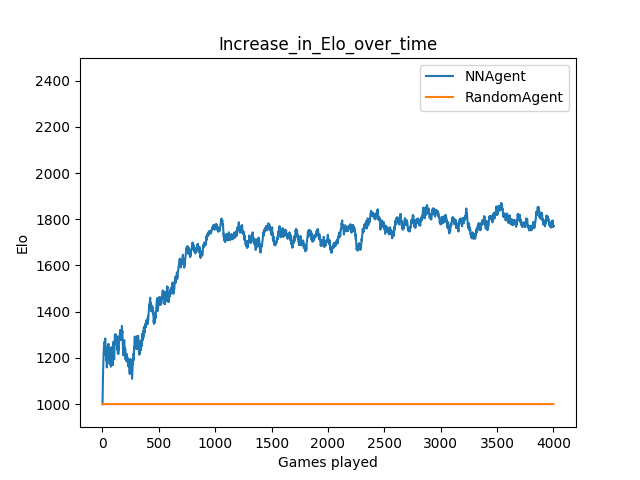 Increase_in_Elo_over_time
NNAgent
RandomAgent
2400
2200
2000
1800
1600
1400
1200
1000
Elo
0 500 1000 1500 2000 2500 3000 3500 4000
Games played